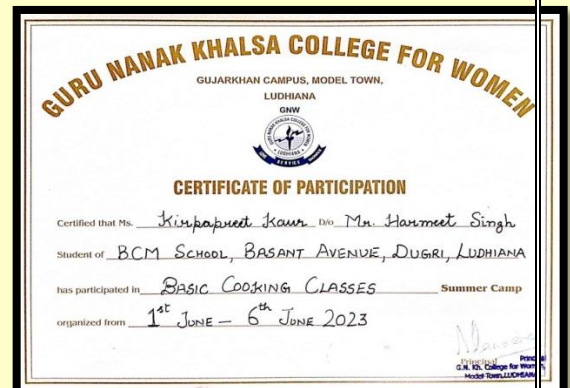 GURU NANAK KHALSA COLLEGE FOR WOMEN
GUJARKHAN CAMPUS, MODEL TOWN,
LUDHIANA
GNW
CERTIFICATE OF PARTICIPATION
Certified that Ms. Kirpapreet Kaur D/o Mr. Harmeet Singh
Student of BCM SCHOOL, BASANT AVENUE, DUGRI, LUDHIANA
has participated in BASIC COOKING CLASSES Summer Camp
organized from 1st JUNE – 6th JUNE 2023
Principal
G.N. Kh. College for Wom
Model Town, LUDHIANA